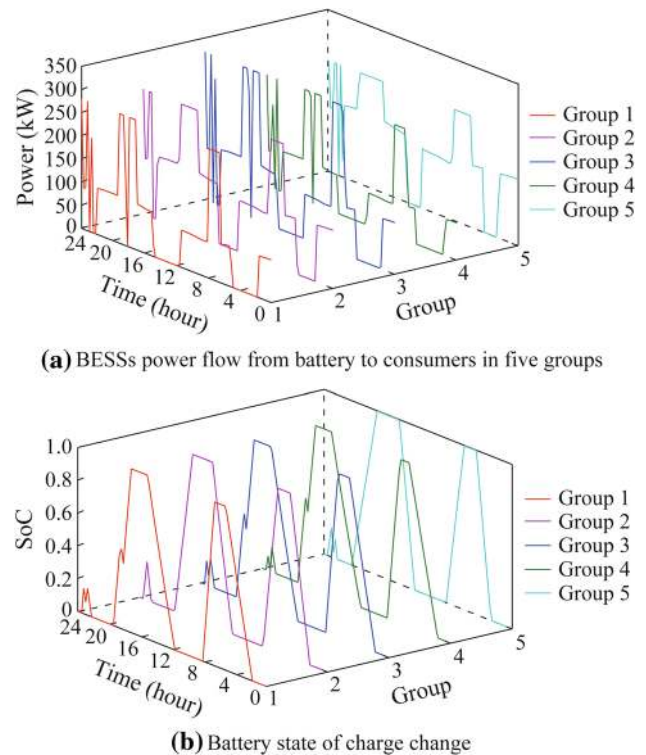 350
300
250
200
150
100
50
0
Power (kW)
24
20
16
12
8
4
0
Time (hour)
1
2
3
4
5
Group
Group 1
Group 2
Group 3
Group 4
Group 5
(a) BESSs power flow from battery to consumers in five groups
1.0
0.8
0.6
0.4
0.2
0
SoC
24
20
16
12
8
4
0
Time (hour)
1
2
3
4
5
Group
Group 1
Group 2
Group 3
Group 4
Group 5
(b) Battery state of charge change